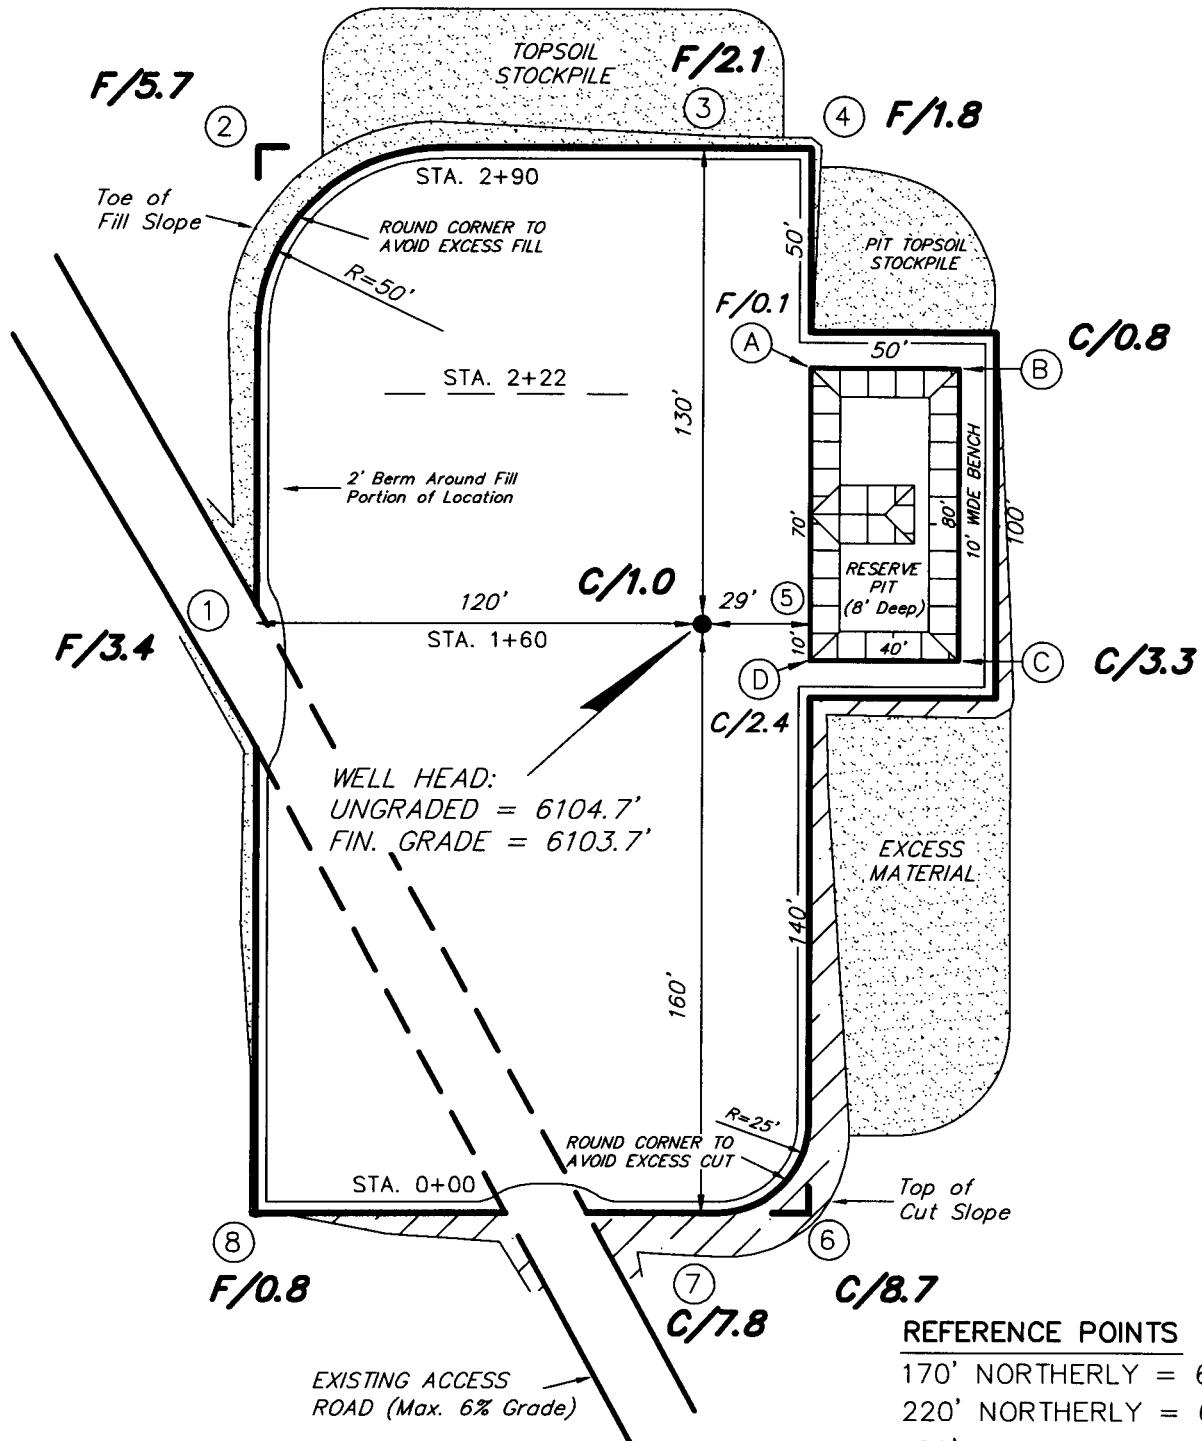 TOPSOIL
STOCKPILE
F/2.1
F/5.7
2
3
4
F/1.8
Toe of
Fill Slope
STA. 2+90
ROUND CORNER TO
AVOID EXCESS FILL
R=50'
50'
PIT TOPSOIL
STOCKPILE
F/0.1
A
50'
C/0.8
B
STA. 2+22
130'
2' Berm Around Fill
Portion of Location
70'
80'
10' WIDE BENCH
100'
RESERVE
PIT
(8' Deep)
C/1.0
1
120'
STA. 1+60
29'
5
10'
40'
F/3.4
D
C
C/3.3
C/2.4
WELL HEAD:
UNGRADED = 6104.7'
FIN. GRADE = 6103.7'
EXCESS
MATERIAL
140'
160'
R=25'
ROUND CORNER TO
AVOID EXCESS CUT
STA. 0+00
Top of
Cut Slope
8
6
F/0.8
7
C/7.8
C/8.7
EXISTING ACCESS
ROAD (Max. 6% Grade)
REFERENCE POINTS
170' NORTHERLY =
220' NORTHERLY =